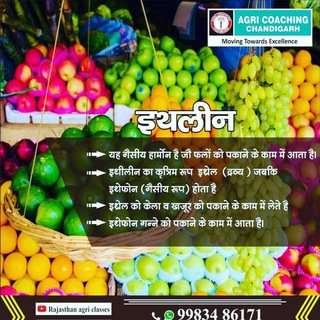 AGRI COACHING
CHANDIGARH
Moving Towards Excellence
इथलीन
यह गैसीय हार्मोन है जी फलों को पकाने के काम में आता है।
इथीलीन का कृत्रिम रूप इथ्रेल (द्रव्य) जबकि
इथेफोन (गैसीय रूप) होता है
इथ्रेल को केला व खजूर को पकाने के काम में लेते है
इथेफोन गन्ने को पकाने के काम में आता है।
Rajasthan agri classes
99834 86171